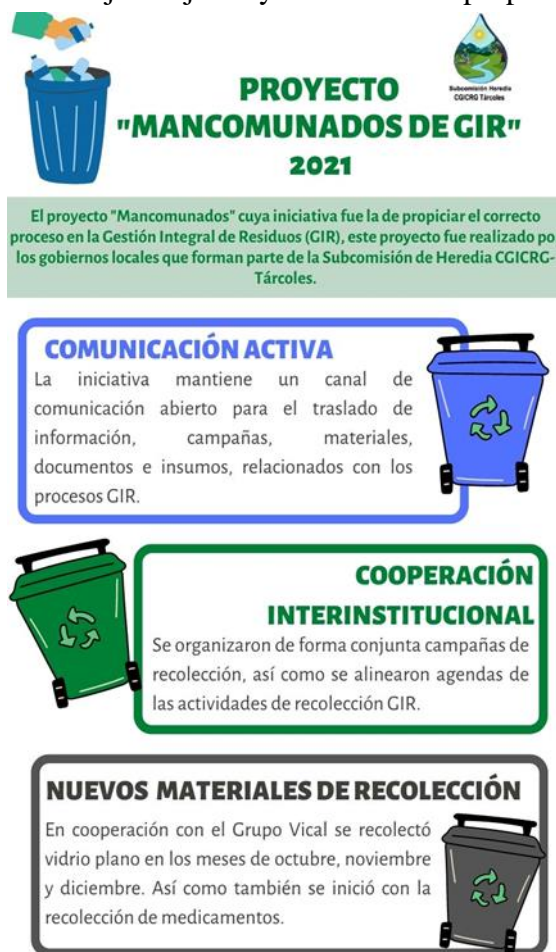 Subcomisión Heredia
CGICRG Tárcoles
PROYECTO
"MANCOMUNADOS DE GIR"
2021
El proyecto "Mancomunados" cuya iniciativa fue la de propiciar el correcto
proceso en la Gestión Integral de Residuos (GIR), este proyecto fue realizado po
los gobiernos locales que forman parte de la Subcomisión de Heredia CGICRG-
Tárcoles.
COMUNICACIÓN ACTIVA
La iniciativa mantiene un canal de
comunicación abierto para el traslado de
información, campañas, materiales,
documentos e insumos, relacionados con los
procesos GIR.
COOPERACIÓN
INTERINSTITUCIONAL
Se organizaron de forma conjunta campañas de
recolección, así como se alinearon agendas de
las actividades de recolección GIR.
NUEVOS MATERIALES DE RECOLECCIÓN
En cooperación con el Grupo Vical se recolectó
vidrio plano en los meses de octubre, noviembre
y diciembre. Así como también se inició con la
recolección de medicamentos.